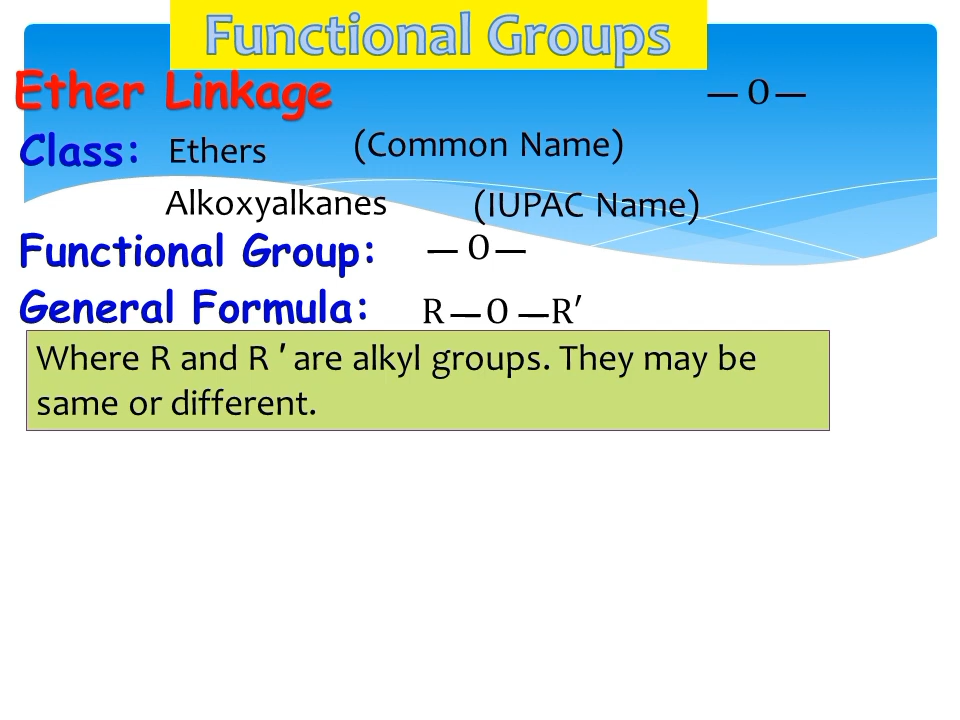 Functional Groups
Ether Linkage — O —
Class: Ethers (Common Name)
Alkoxyalkanes (IUPAC Name)
Functional Group: — O —
General Formula: R — O — R′
Where R and R ′ are alkyl groups. They may be
same or different.